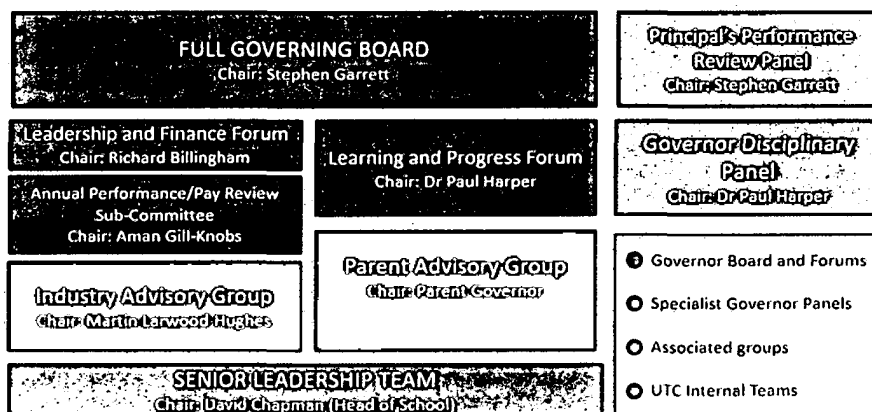 FULL GOVERNING BOARD
Chair: Stephen Garrett
Principal's Performance
Review Panel
Chair: Stephen Garrett
Leadership and Finance Forum
Chair: Richard Billingham
Annual Performance/Pay Review
Sub-Committee
Chair: Aman Gill-Knobs
Learning and Progress Forum
Chair: Dr Paul Harper
Governor Disciplinary
Panel
Chair: Dr Paul Harper
Industry Advisory Group
Chair: Martin Larwood Hughes
Parent Advisory Group
Chair: Parent Governor
Governor Board and Forums
Specialist Governor Panels
Associated groups
UTC Internal Teams
SENIOR LEADERSHIP TEAM
Chair: David Chapman (Head of School)